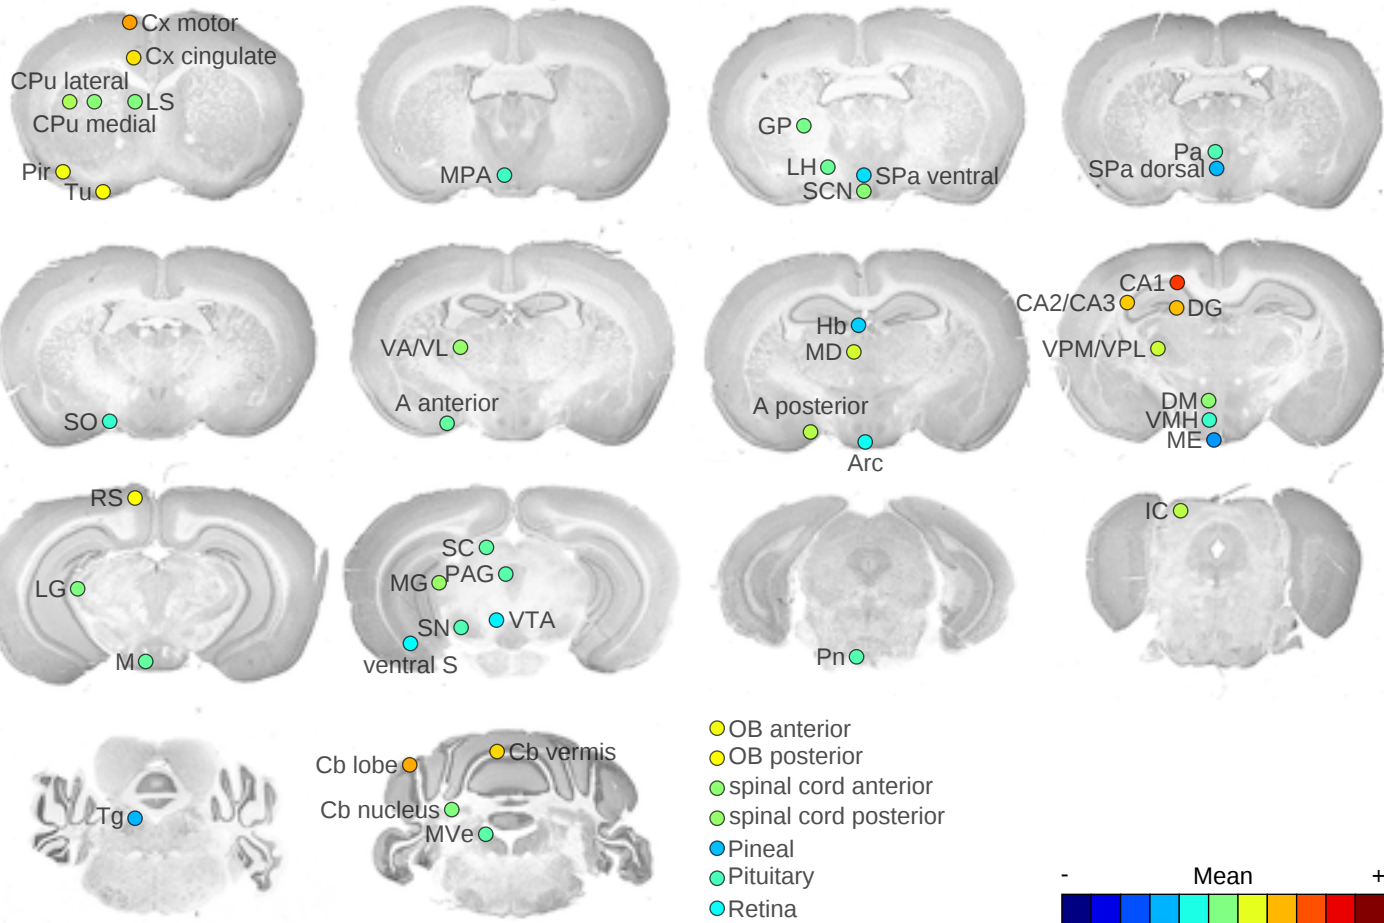 Cx motor
Cx cingulate
CPu lateral
LS
CPu medial
Pir
Tu
MPA
GP
LH
SPa ventral
SCN
Pa
SPa dorsal
SO
VA/VL
A anterior
Hb
MD
A posterior
Arc
CA1
CA2/CA3
DG
VPM/VPL
DM
VMH
ME
RS
LG
M
SC
MG
PAG
SN
VTA
ventral S
Pn
IC
Tg
Cb lobe
Cb vermis
Cb nucleus
MVe
OB anterior
OB posterior
spinal cord anterior
spinal cord posterior
Pineal
Pituitary
Retina
- Mean +